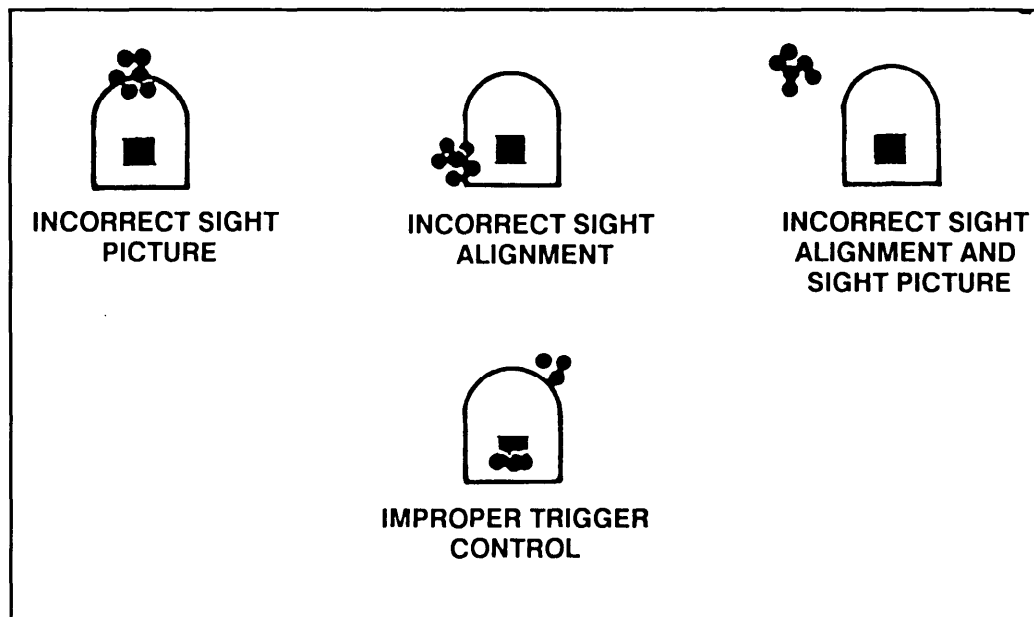 INCORRECT SIGHT
PICTURE
INCORRECT SIGHT
ALIGNMENT
INCORRECT SIGHT
ALIGNMENT AND
SIGHT PICTURE
IMPROPER TRIGGER
CONTROL